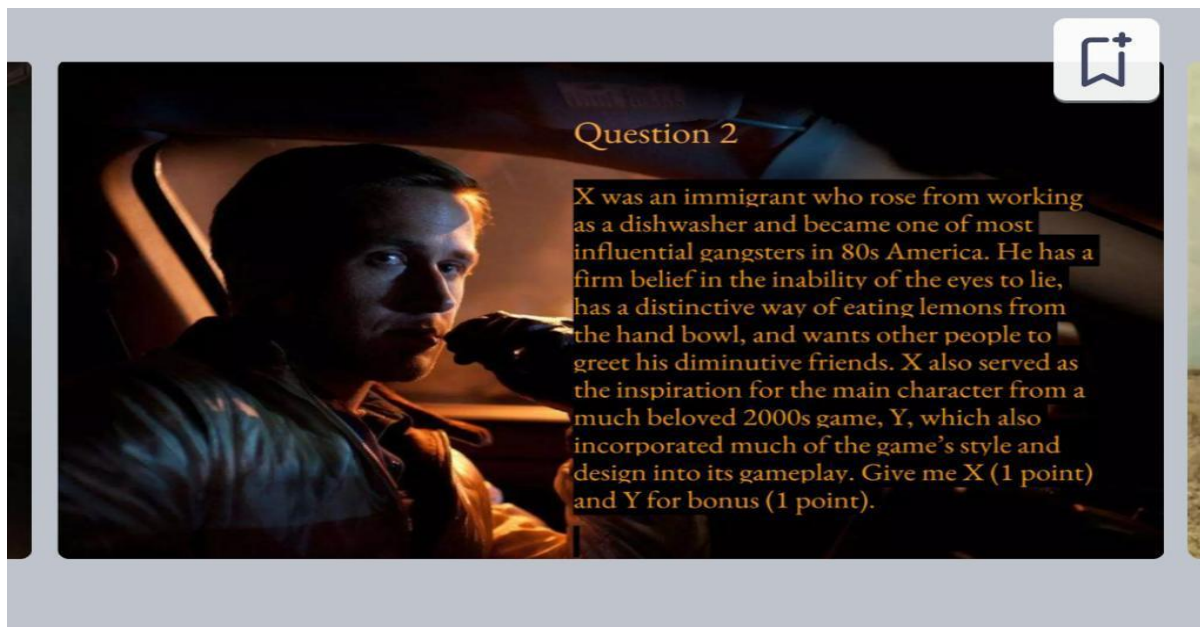 Question 2
X was an immigrant who rose from working
as a dishwasher and became one of most
influential gangsters in 80s America. He has a
firm belief in the inability of the eyes to lie,
has a distinctive way of eating lemons from
the hand bowl, and wants other people to
greet his diminutive friends. X also served as
the inspiration for the main character from a
much beloved 2000s game, Y, which also
incorporated much of the game's style and
design into its gameplay. Give me X (1 point)
and Y for bonus (1 point).